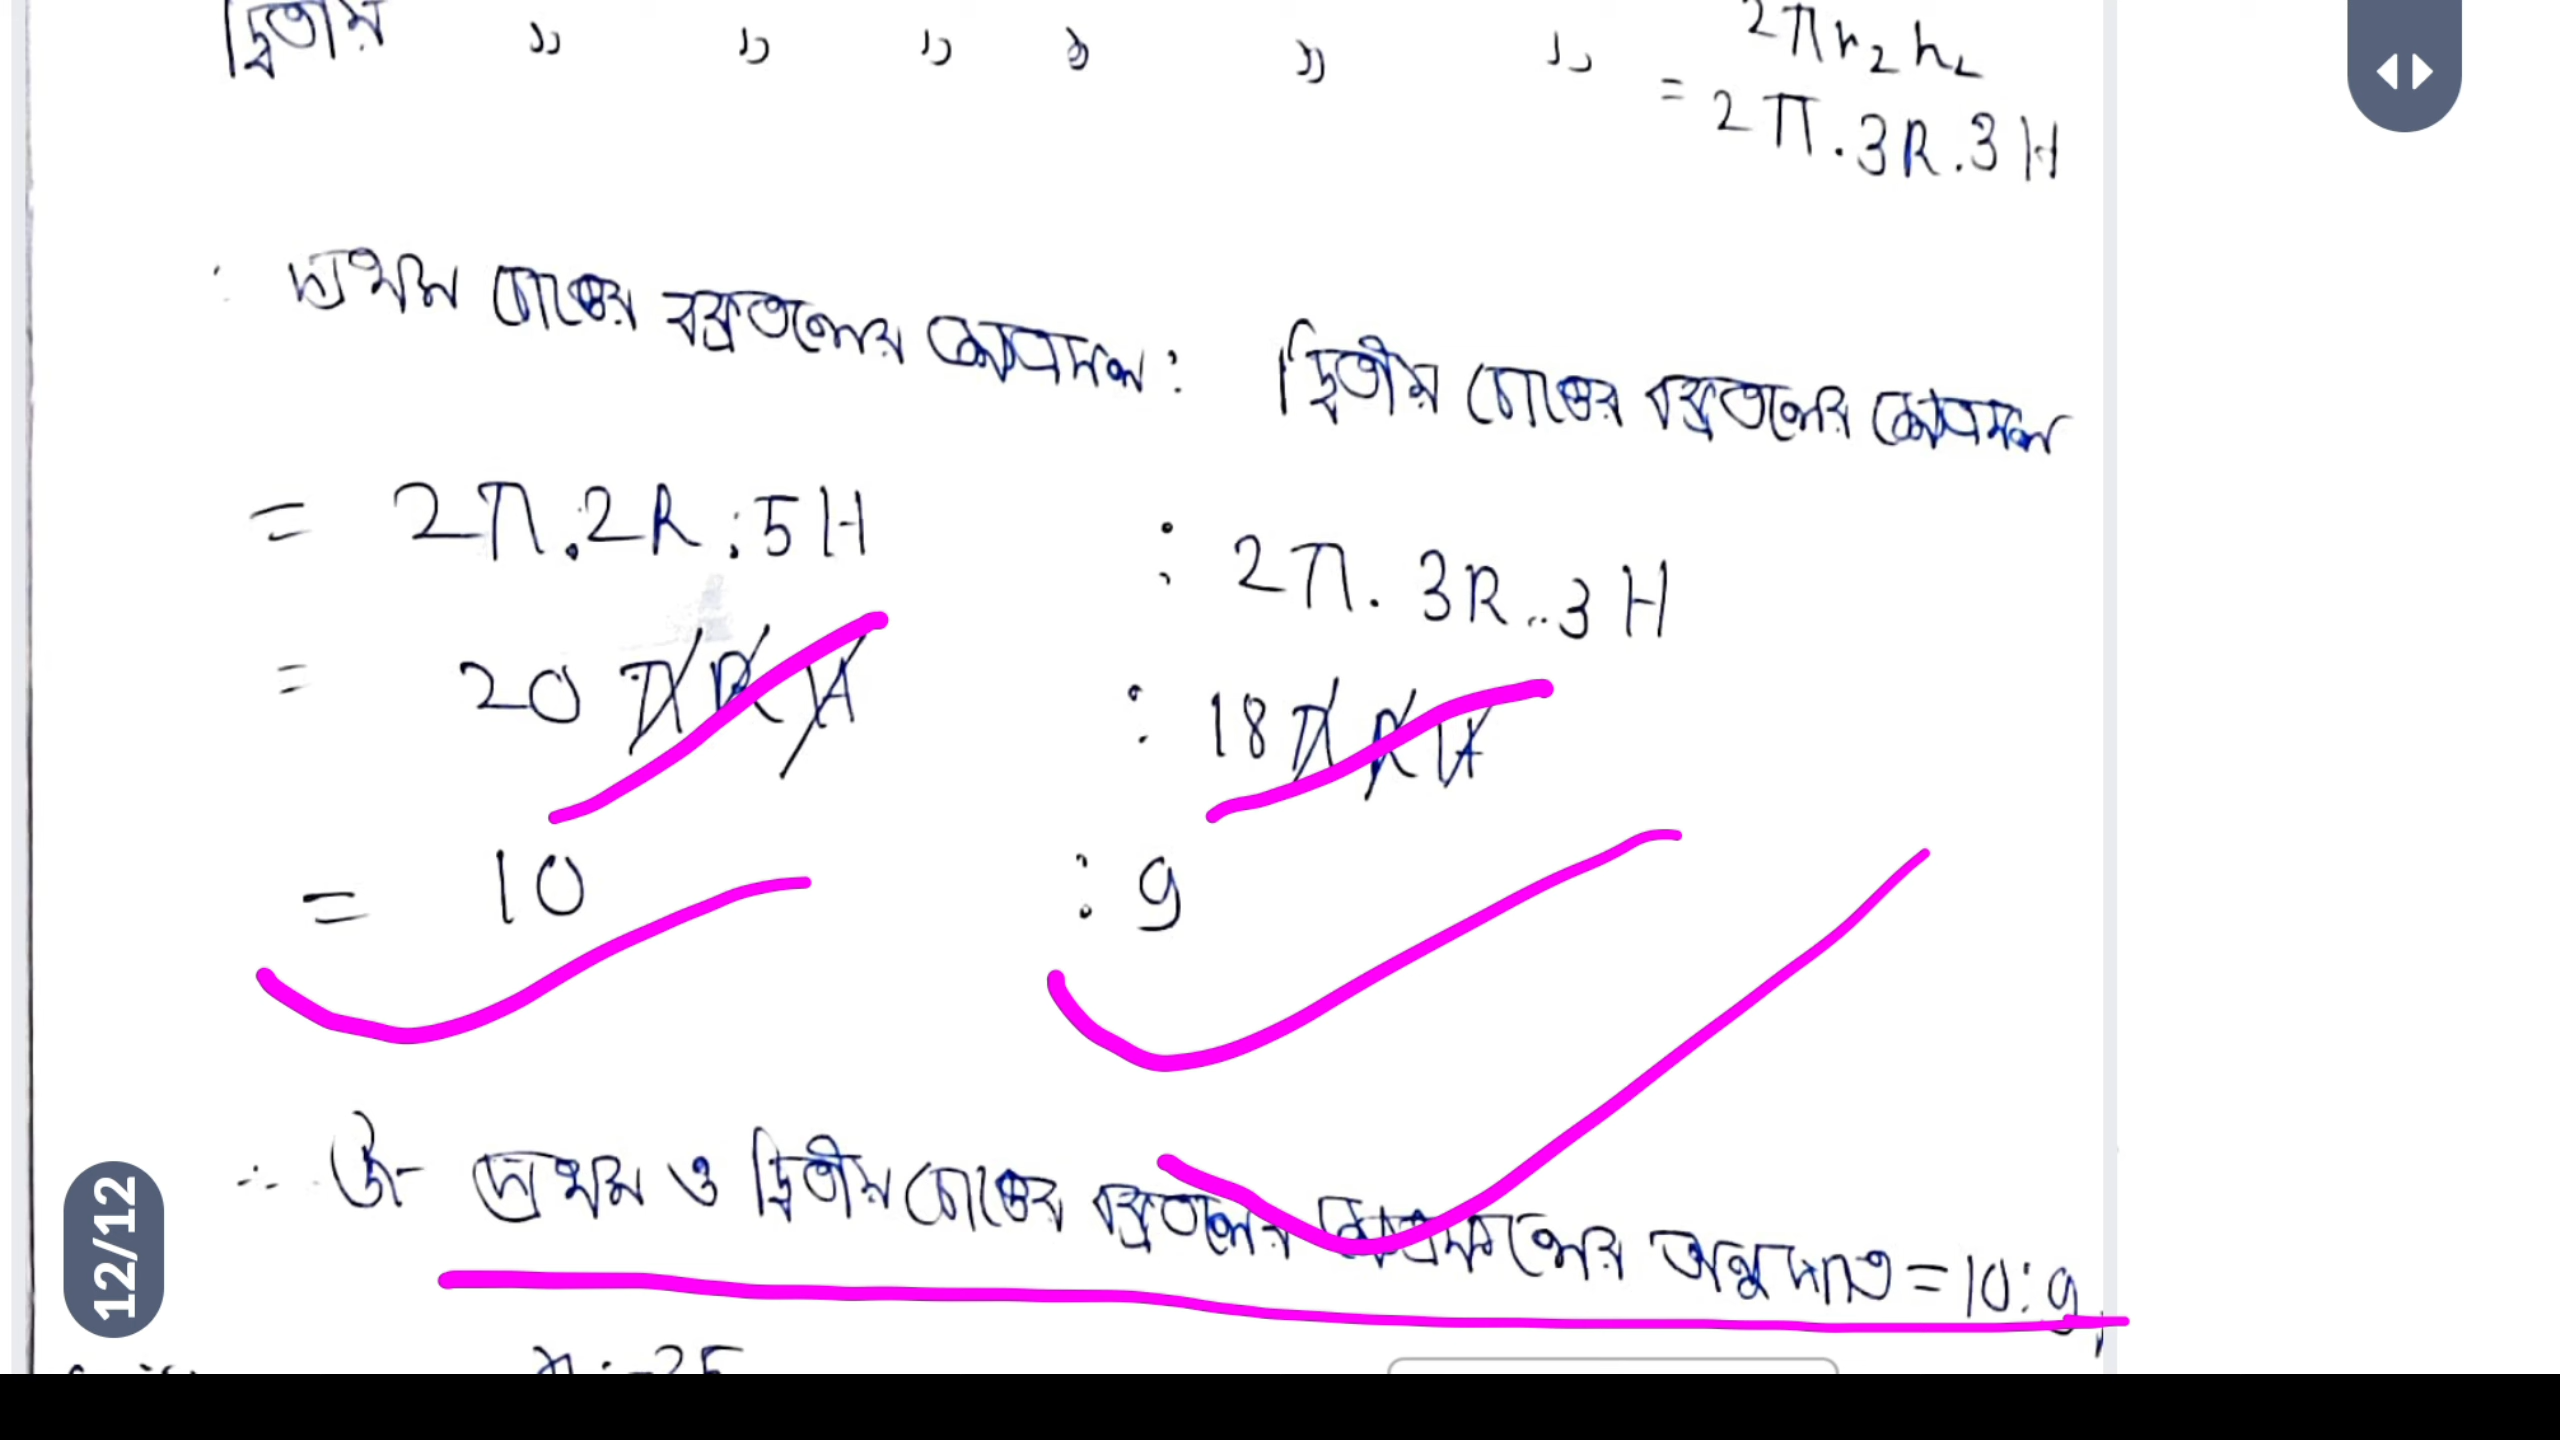 দ্বিতীয় " " " " " " 2πr₂h₂
= 2π.3R.3H
প্রথম চোঙের বক্রতলের ক্ষেত্রফল : দ্বিতীয় চোঙের বক্রতলের ক্ষেত্রফল
= 2π.2R.5H : 2π.3R.3H
= 20πRH : 18πRH
= 10 : 9
∴ উঃ- প্রথম ও দ্বিতীয় চোঙের বক্রতলের ক্ষেত্রফলের অনুপাত = 10:9,
12/12